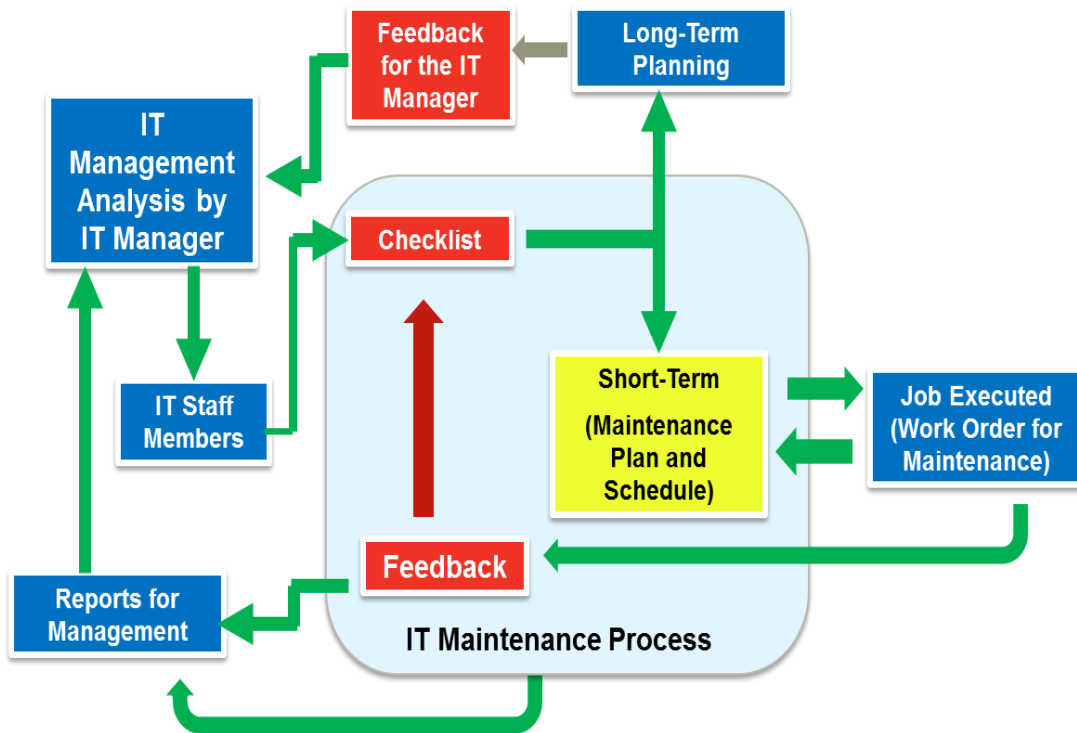 Feedback
for the IT
Manager
Long-Term
Planning
IT
Management
Analysis by
IT Manager
Checklist
IT Staff
Members
Short-Term
(Maintenance
Plan and
Schedule)
Job Executed
(Work Order for
Maintenance)
Feedback
Reports for
Management
IT Maintenance Process